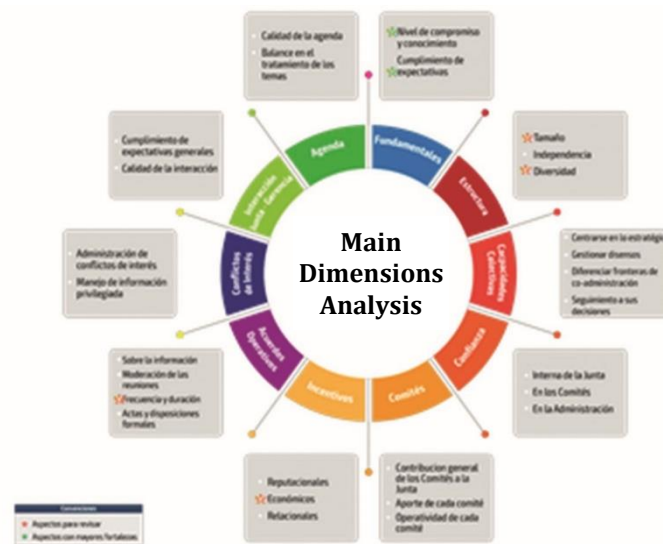 Calidad de la agenda
Balance en el
tratamiento de los
temas
Nivel de compromiso
y conocimiento
Cumplimiento de
expectativas
Cumplimiento de
expectativas generales
Calidad de la interacción
Agenda
Fundamentales
Tamaño
Independencia
Diversidad
Interacción
Junta - Gerencia
Estructura
Administración de
conflictos de interés
Manejo de información
privilegiada
Conflictos
de Interés
Main
Dimensions
Analysis
Carpacidades
Colectivas
Centrarse en lo estratégic
Gestionar disensos
Diferenciar fronteras de
co-administración
Seguimiento a sus
decisiones
Sobre la información
Moderación de las
reuniones
Frecuencia y duración
Actas y disposiciones
formales
Acuerdos
Operativos
Incentivos
Comités
Confianza
Interna de la Junta
En los Comités
En la Administración
Reputacionales
Económicos
Relacionales
Contribucion general
de los Comités a la
Junta
Aporte de cada comité
Operatividad de cada
comité
Convenciones
Aspectos para revisar
Aspectos con mayores fortalezas